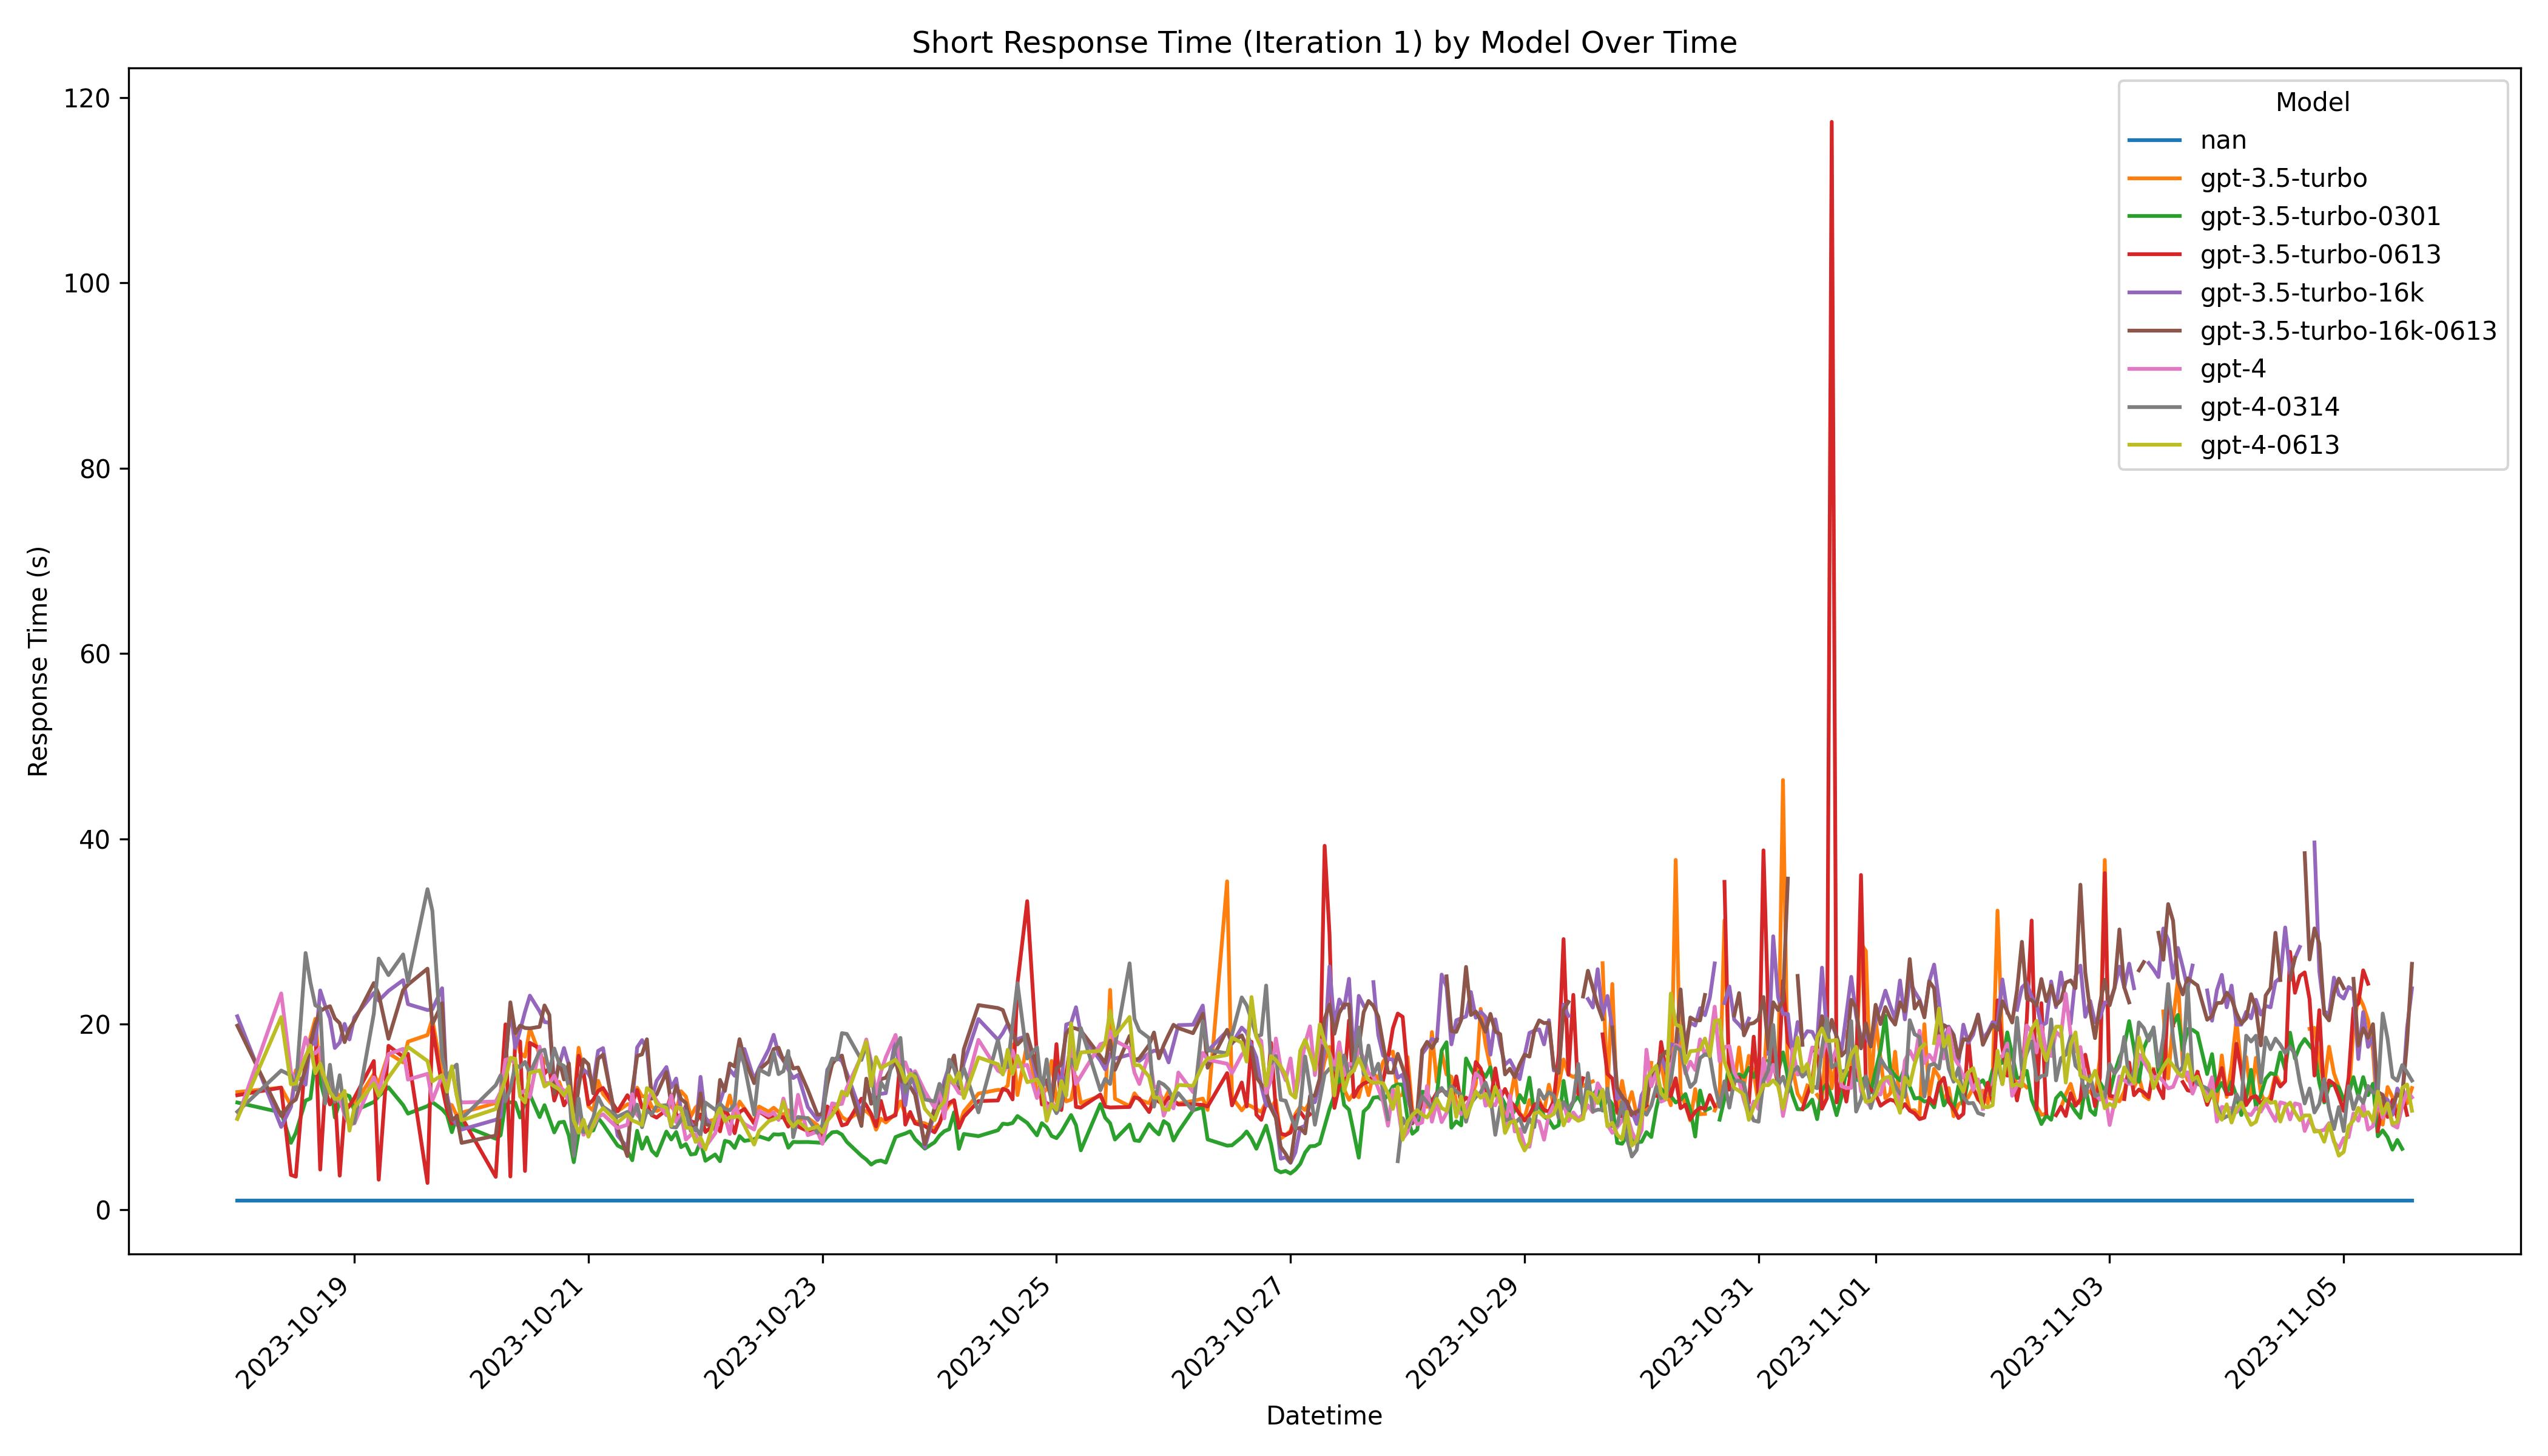 Short Response Time (Iteration 1) by Model Over Time
120
100
80
60
40
20
0
Response Time (s)
Model
nan
gpt-3.5-turbo
gpt-3.5-turbo-0301
gpt-3.5-turbo-0613
gpt-3.5-turbo-16k
gpt-3.5-turbo-16k-0613
gpt-4
gpt-4-0314
gpt-4-0613
2023-10-19
2023-10-21
2023-10-23
2023-10-25
2023-10-27
2023-10-29
2023-10-31
2023-11-01
2023-11-03
2023-11-05
Datetime